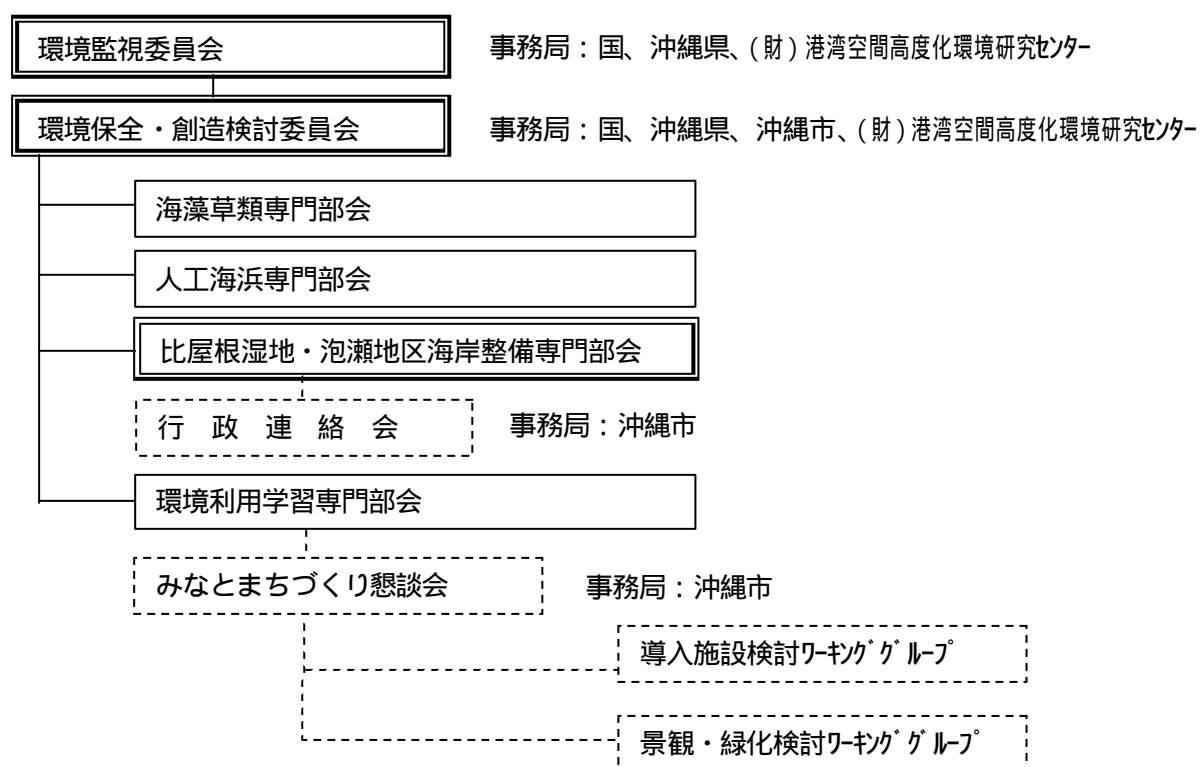 環境監視委員会 事務局：国、沖縄県、(財)港湾空間高度化環境研究ｾﾝﾀｰ
環境保全・創造検討委員会 事務局：国、沖縄県、沖縄市、(財)港湾空間高度化環境研究ｾﾝﾀｰ
海藻草類専門部会
人工海浜専門部会
比屋根湿地・泡瀬地区海岸整備専門部会
行政連絡会 事務局：沖縄市
環境利用学習専門部会
みなとまちづくり懇談会 事務局：沖縄市
導入施設検討ﾜｰｷﾝｸﾞｸﾞﾙｰﾌﾟ
景観・緑化検討ﾜｰｷﾝｸﾞｸﾞﾙｰﾌﾟ